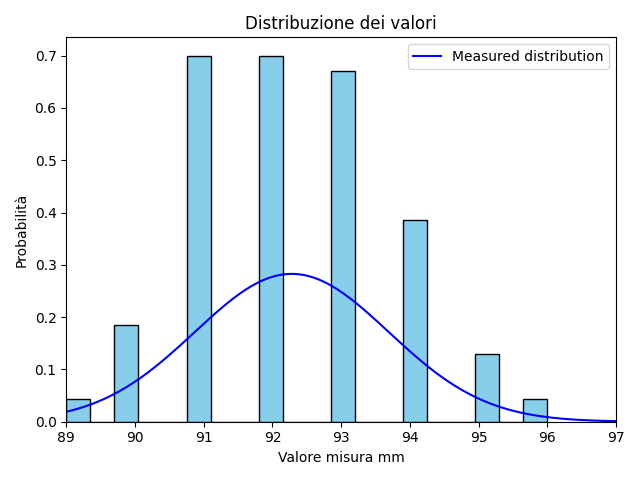 Distribuzione dei valori
Measured distribution
0.7
0.6
0.5
0.4
0.3
0.2
0.1
0.0
Probabilità
89 90 91 92 93 94 95 96 97
Valore misura mm